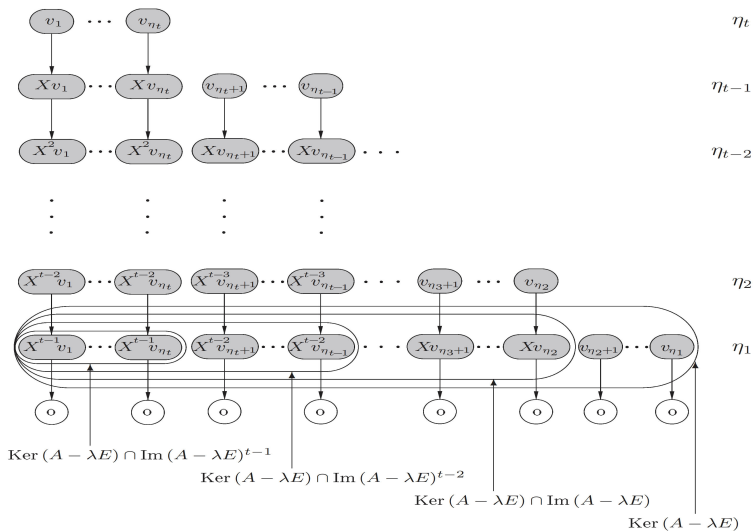 v_1 ··· v_{η_t} η_t
Xv_1 ··· Xv_{η_t} v_{η_t+1} ··· v_{η_{t-1}} η_{t-1}
X^2v_1 ··· X^2v_{η_t} Xv_{η_t+1} ··· Xv_{η_{t-1}} ··· η_{t-2}
X^{t-2}v_1 ··· X^{t-2}v_{η_t} X^{t-3}v_{η_t+1} ··· X^{t-3}v_{η_{t-1}} ··· v_{η_3+1} ··· v_{η_2} η_2
X^{t-1}v_1 ··· X^{t-1}v_{η_t} X^{t-2}v_{η_t+1} ··· X^{t-2}v_{η_{t-1}} ··· Xv_{η_3+1} ··· Xv_{η_2} v_{η_2+1} ··· v_{η_1} η_1
o o o o o o o o
Ker (A − λE) ∩ Im (A − λE)^{t−1}
Ker (A − λE) ∩ Im (A − λE)^{t−2}
Ker (A − λE) ∩ Im (A − λE)
Ker (A − λE)